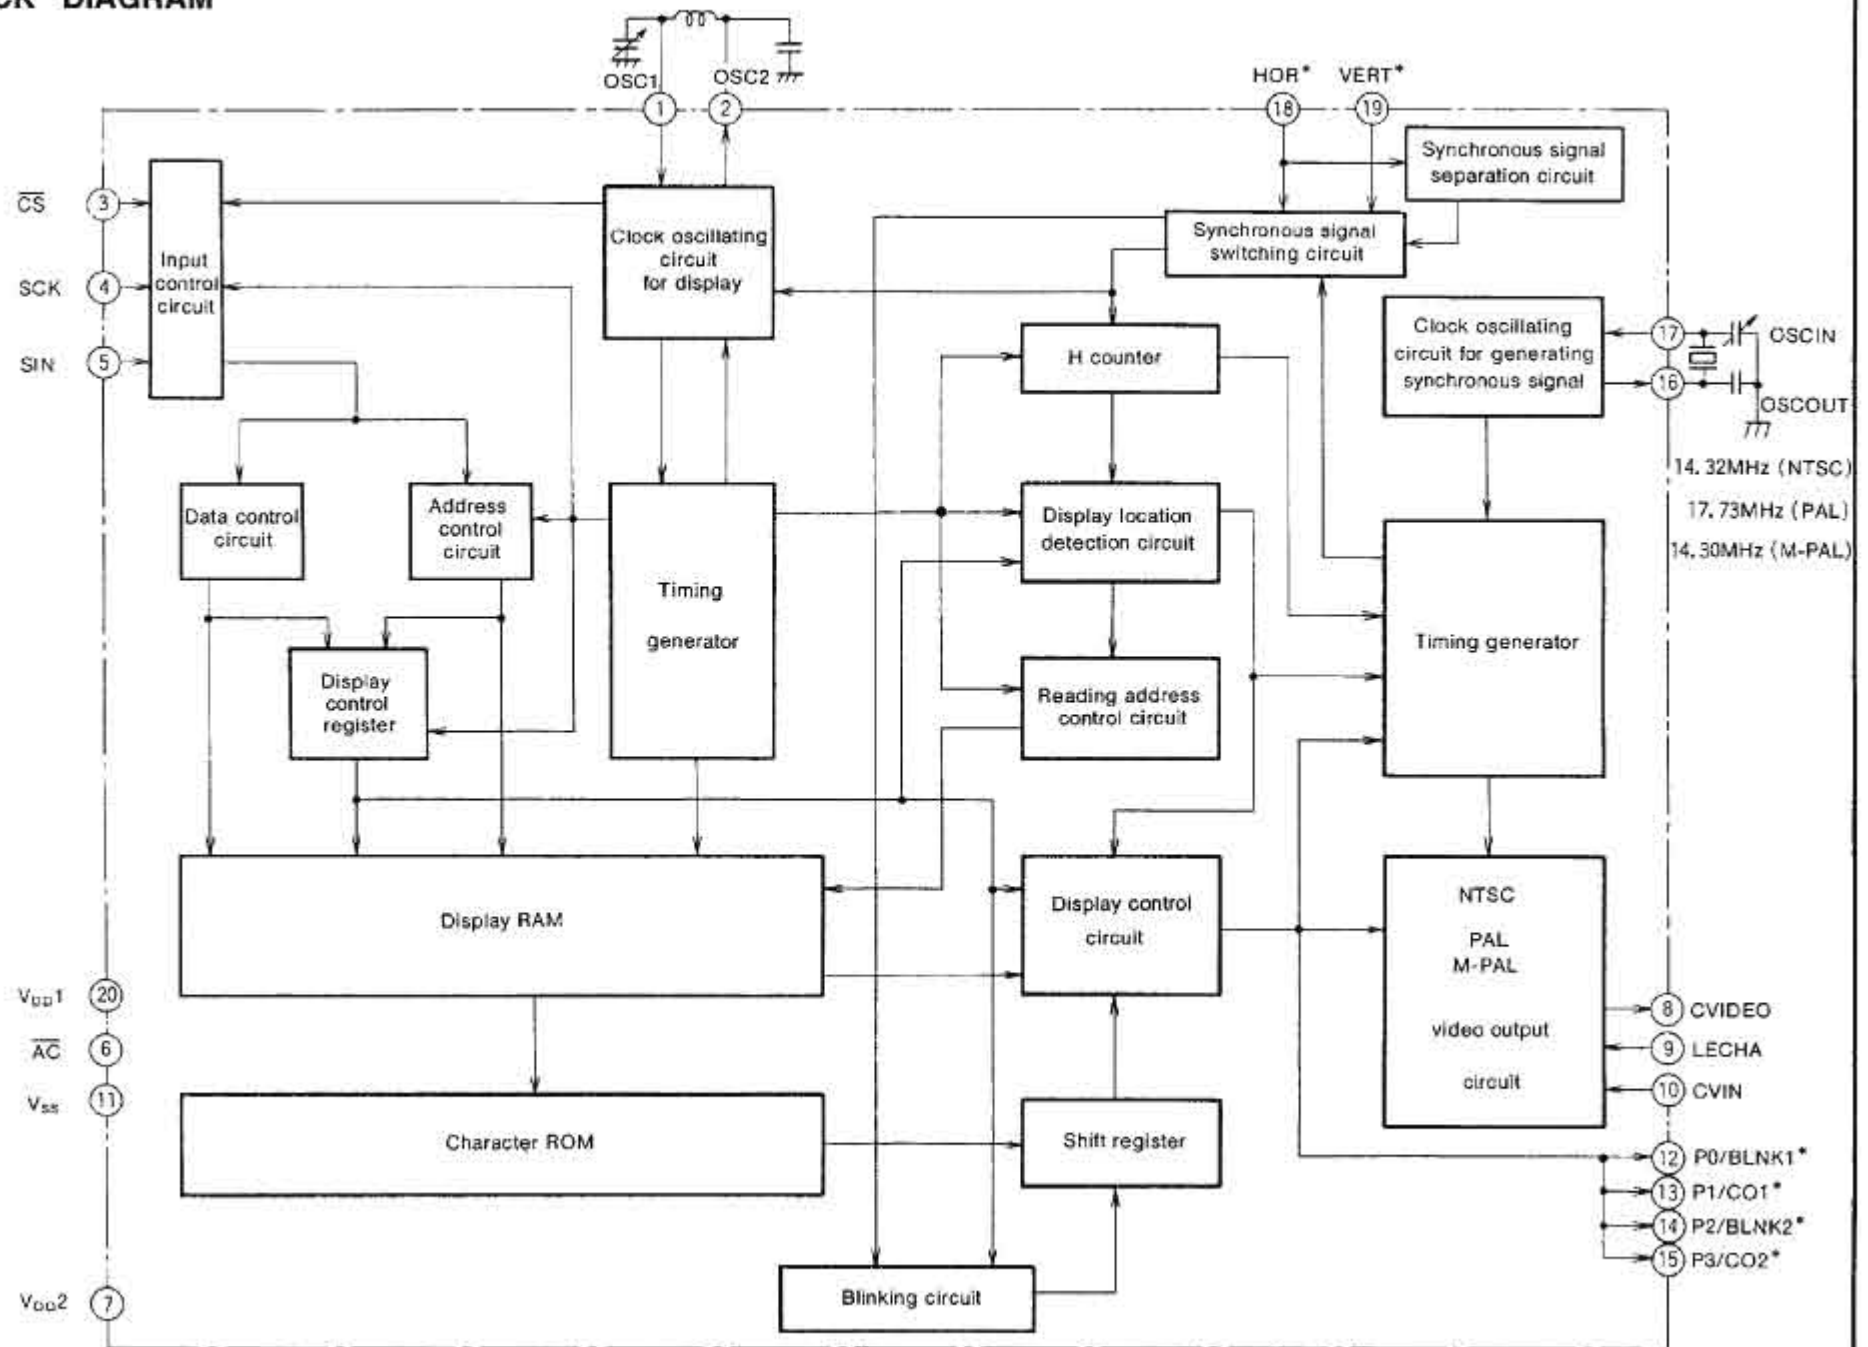 DIAGRAM
OSC1
OSC2
HOR*
VERT*
1
2
18
19
Synchronous signal
separation circuit
CS
3
Clock oscillating
circuit
for display
Synchronous signal
switching circuit
Input
control
circuit
SCK
4
Clock oscillating
circuit for generating
synchronous signal
17
OSCIN
H counter
SIN
5
16
OSCOUT
14.32MHz (NTSC)
17.73MHz (PAL)
14.30MHz (M-PAL)
Data control
circuit
Address
control
circuit
Timing
generator
Display location
detection circuit
Timing generator
Display
control
register
Reading address
control circuit
Display RAM
Display control
circuit
NTSC
PAL
M-PAL
video output
circuit
VDD1
20
AC
6
VSS
11
8
CVIDEO
9
LECHA
10
CVIN
Character ROM
Shift register
12
P0/BLNK1*
13
P1/CO1*
14
P2/BLNK2*
15
P3/CO2*
VDD2
7
Blinking circuit